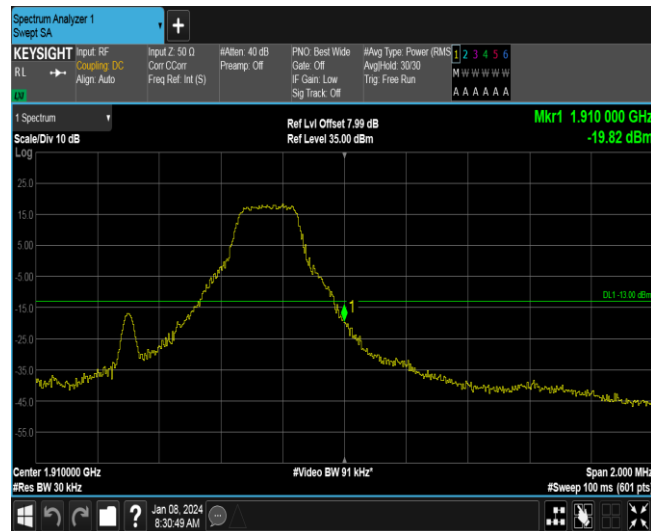 Spectrum Analyzer 1
Swept SA
+
KEYSIGHT
RL
Input: RF
Coupling: DC
Align: Auto
Input Z: 50 Ω
Corr CCorr
Freq Ref: Int (S)
#Atten: 40 dB
Preamp: Off
PNO: Best Wide
Gate: Off
IF Gain: Low
Sig Track: Off
#Avg Type: Power (RMS
Avg|Hold: 30/30
Trig: Free Run
1 2 3 4 5 6
M W W W W W
A A A A A A
1 Spectrum
Scale/Div 10 dB
Log
Ref Lvl Offset 7.99 dB
Ref Level 35.00 dBm
Mkr1 1.910 000 GHz
-19.82 dBm
25.0
15.0
5.00
-5.00
-15.0
-25.0
-35.0
-45.0
-55.0
DL1 -13.00 dBm
1
Center 1.910000 GHz
#Res BW 30 kHz
#Video BW 91 kHz*
Span 2.000 MHz
#Sweep 100 ms (601 pts)
?
Jan 08, 2024
8:30:49 AM